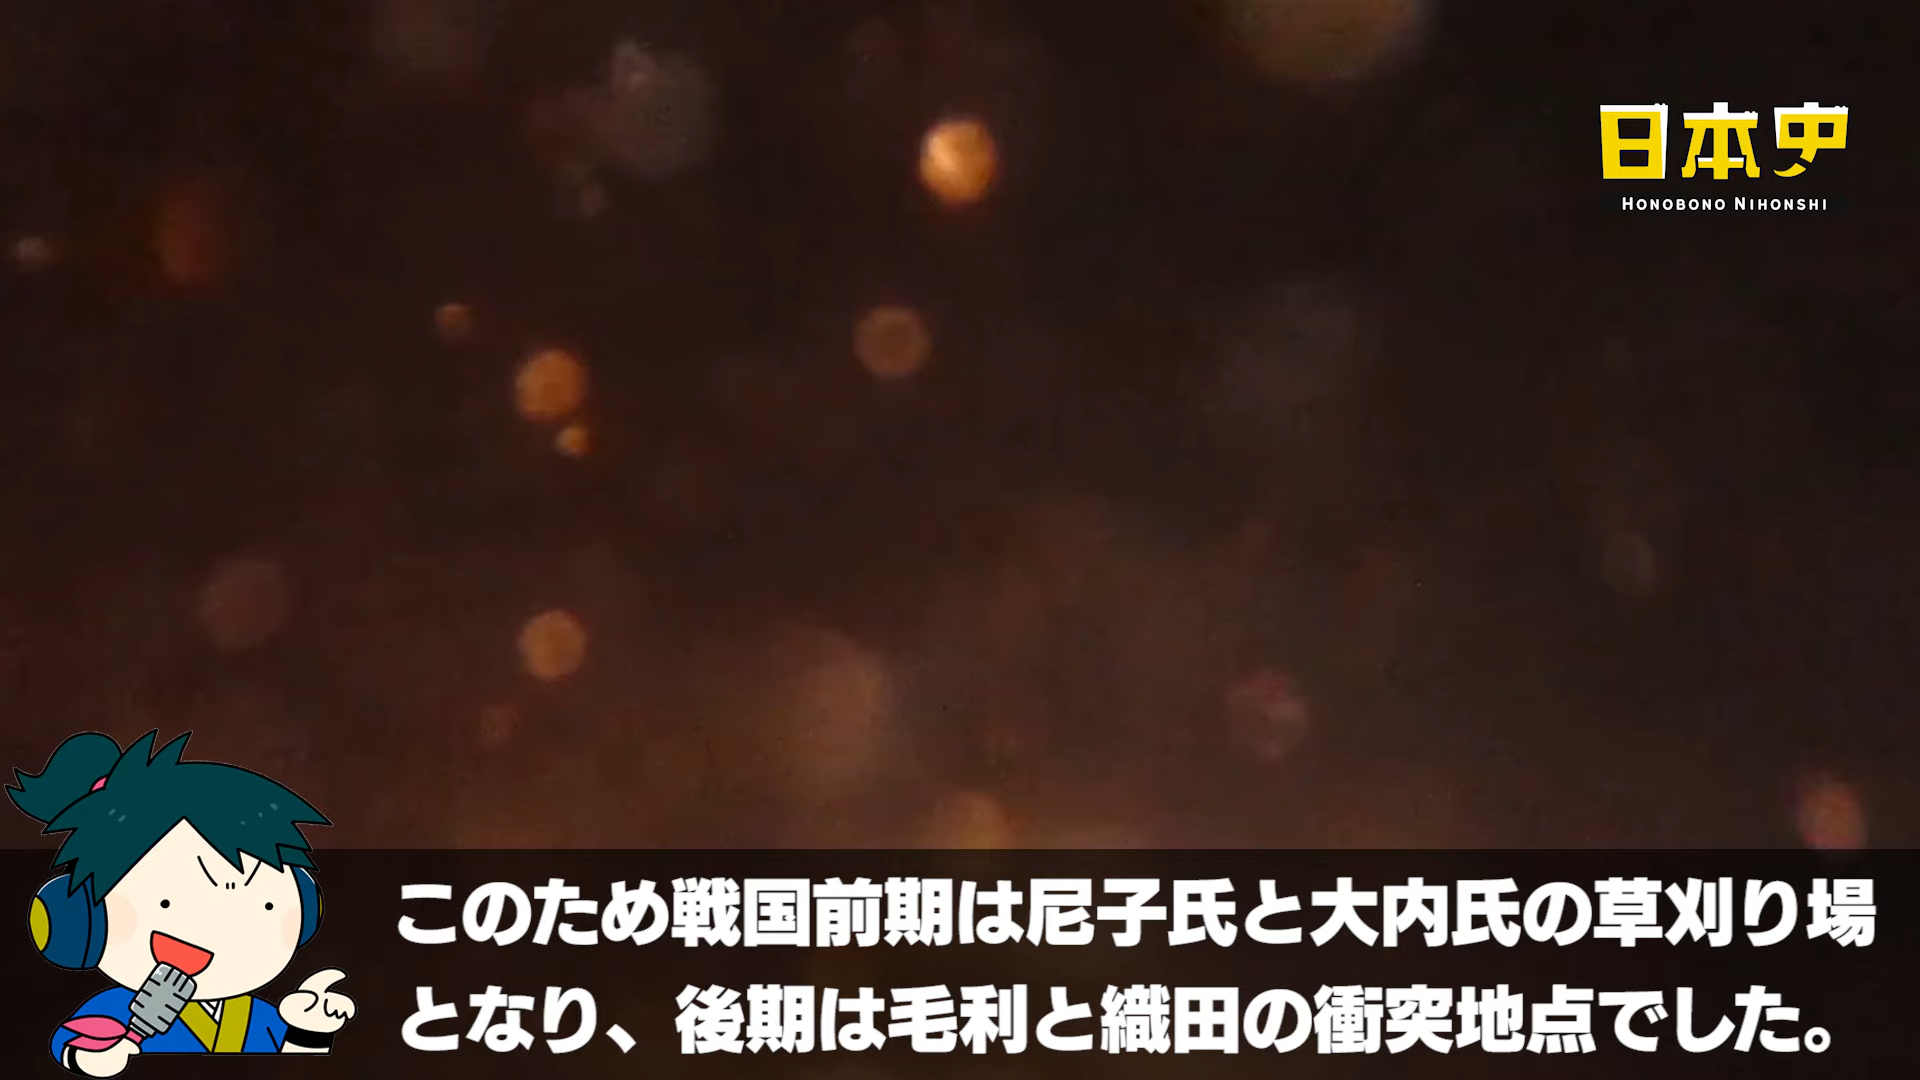 日本史
HONOBONO NIHONSHI
このため戦国前期は尼子氏と大内氏の草刈り場
となり、後期は毛利と織田の衝突地点でした。